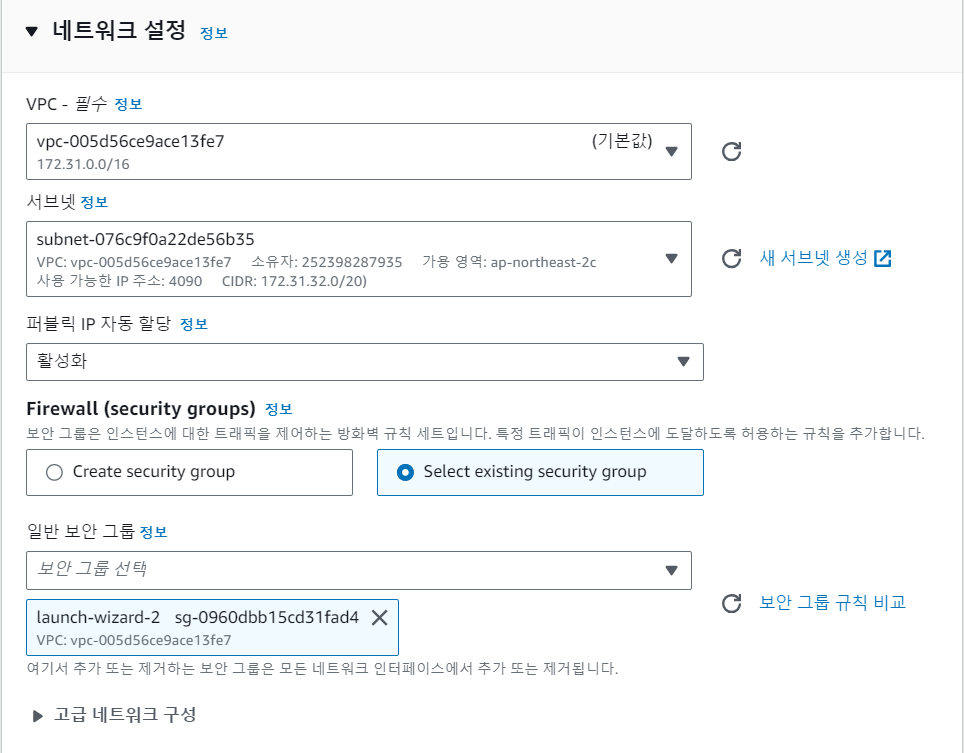 네트워크 설정 정보
VPC - 필수 정보
vpc-005d56ce9ace13fe7 (기본값)
172.31.0.0/16
서브넷 정보
subnet-076c9f0a22de56b35
VPC: vpc-005d56ce9ace13fe7 소유자: 252398287935 가용 영역: ap-northeast-2c
사용 가능한 IP 주소: 4090 CIDR: 172.31.32.0/20)
새 서브넷 생성
퍼블릭 IP 자동 할당 정보
활성화
Firewall (security groups) 정보
보안 그룹은 인스턴스에 대한 트래픽을 제어하는 방화벽 규칙 세트입니다. 특정 트래픽이 인스턴스에 도달하도록 허용하는 규칙을 추가합니다.
Create security group Select existing security group
일반 보안 그룹 정보
보안 그룹 선택
launch-wizard-2 sg-0960dbb15cd31fad4
VPC: vpc-005d56ce9ace13fe7
보안 그룹 규칙 비교
여기서 추가 또는 제거하는 보안 그룹은 모든 네트워크 인터페이스에서 추가 또는 제거됩니다.
고급 네트워크 구성